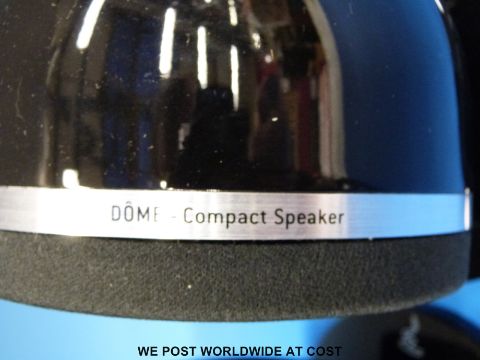 DÔME - Compact Speaker
WE POST WORLDWIDE AT COST